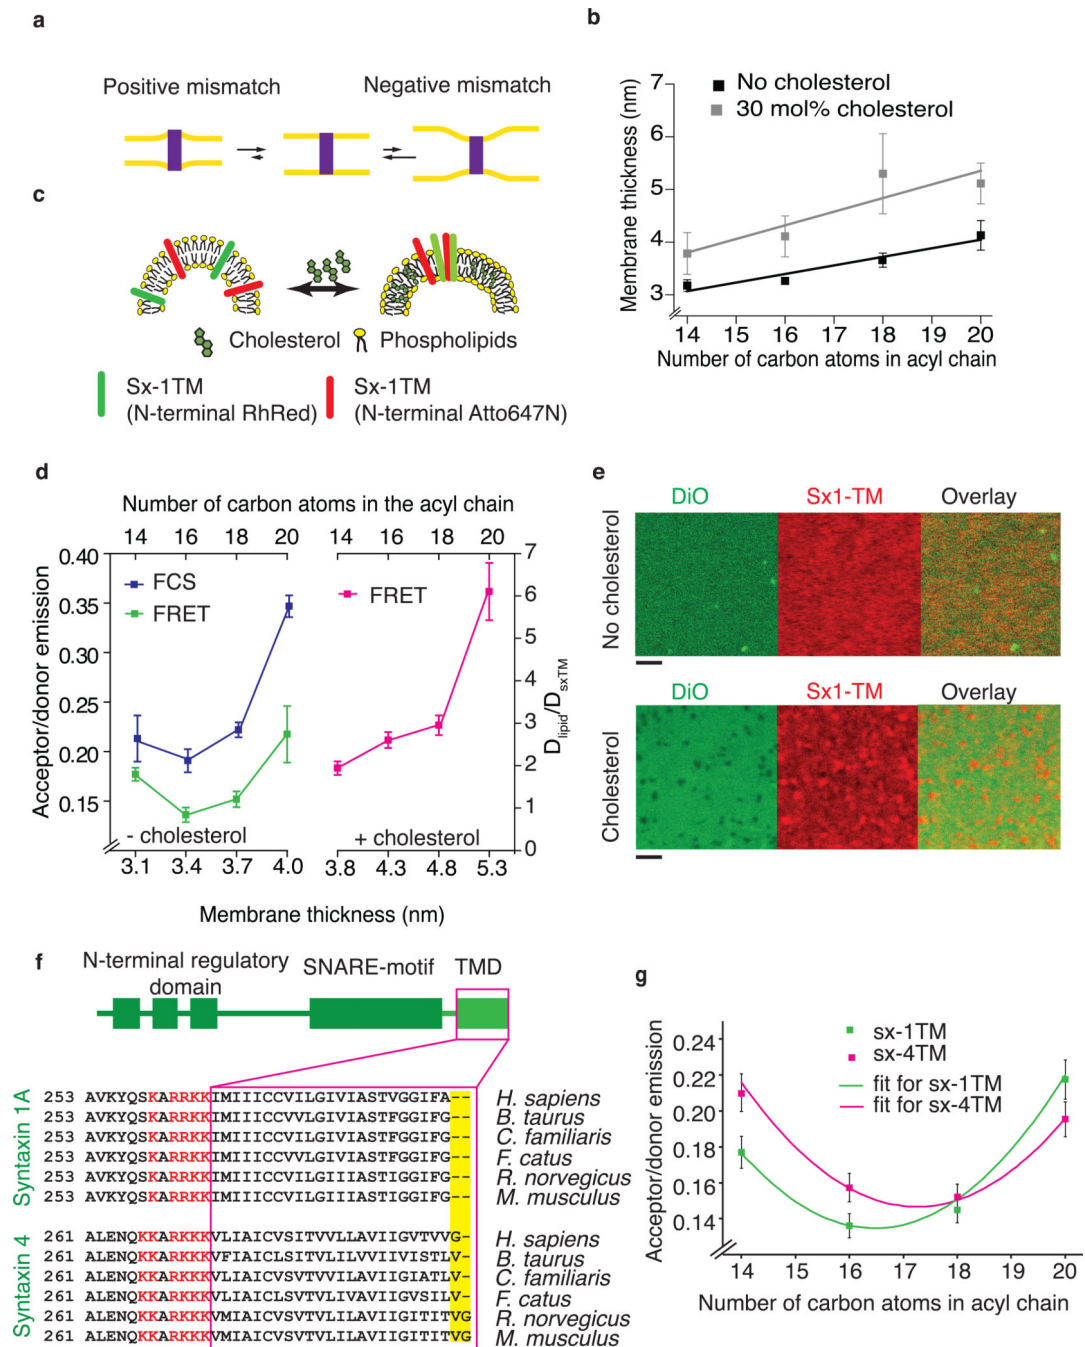 a
Positive mismatch
Negative mismatch
b
Membrane thickness (nm)
7
6
5
4
3
No cholesterol
30 mol% cholesterol
14 15 16 17 18 19 20
Number of carbon atoms in acyl chain
c
Cholesterol
Phospholipids
Sx-1TM
(N-terminal RhRed)
Sx-1TM
(N-terminal Atto647N)
d
Number of carbon atoms in the acyl chain
14 16 18 20 14 16 18 20
Acceptor/donor emission
0.40
0.35
0.30
0.25
0.20
0.15
FCS
FRET
FRET
7
6
5
4
3
2
1
0
D lipid/D sxTM
- cholesterol
+ cholesterol
3.1 3.4 3.7 4.0 3.8 4.3 4.8 5.3
Membrane thickness (nm)
e
DiO Sx1-TM Overlay
No cholesterol
DiO Sx1-TM Overlay
Cholesterol
f
N-terminal regulatory
domain
SNARE-motif
TMD
Syntaxin 1A
253 AVKYQSKARRKKIMIIICCVILGIVIASTVGGIFA-- H. sapiens
253 AVKYQSKARRKKIMIIICCVVLGIVIASTFGGIFG-- B. taurus
253 AVKYQSKARRKKIMIIICCVVLGIVIASTFGGIFG-- C. familiaris
253 AVKYQSKARRKKIMIIICCVVLGIVIASTFGGIFG-- F. catus
253 AVKYQSKARRKKIMIIICCVILGIIIASTIGGIFG-- R. norvegicus
253 AVKYQSKARRKKIMIIICCVILGIIIASTIGGIFG-- M. musculus
Syntaxin 4
261 ALENQKKARKKKVLIAICVSITVVLLAVIIGVTVVG- H. sapiens
261 ALENQKKARKKKVFIAICLSITVLILVVIIVISTLV- B. taurus
261 ALENQKKARKKKVLIAICVSVTVVILAVIIGIATLV- C. familiaris
261 ALENQKKARKKKVLIAICLSVTVLILVAVIIGVSILV- F. catus
261 ALENQKKARKKKVMIAICVSVTVLILAVIIGITITVG R. norvegicus
261 ALENQKKARKKKVMIAICVSVTVLILAVIIGITITVG M. musculus
g
Acceptor/donor emission
0.24
0.22
0.20
0.18
0.16
0.14
sx-1TM
sx-4TM
fit for sx-1TM
fit for sx-4TM
14 15 16 17 18 19 20
Number of carbon atoms in acyl chain